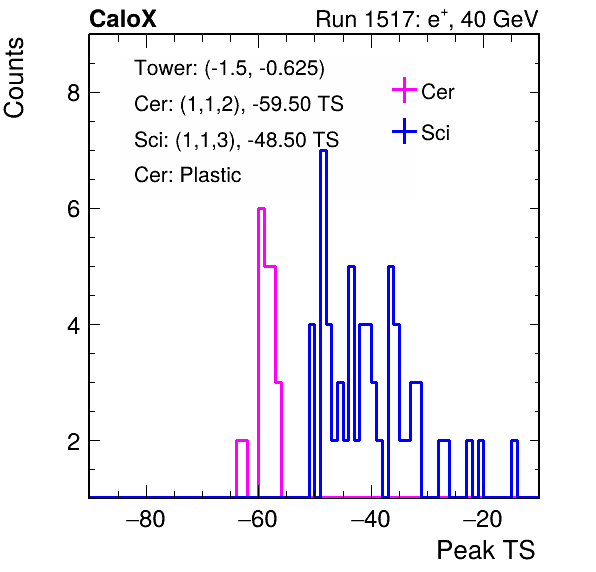 CaloX Run 1517: e⁺, 40 GeV
Counts
Tower: (-1.5, -0.625)
Cer: (1,1,2), -59.50 TS
Sci: (1,1,3), -48.50 TS
Cer: Plastic
Cer
Sci
8
6
4
2
−80 −60 −40 −20
Peak TS